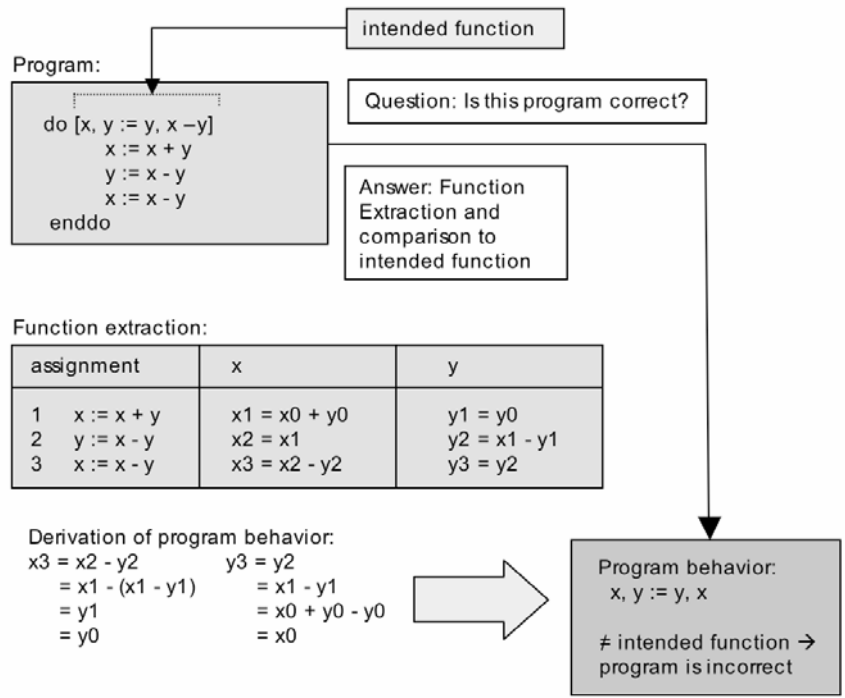 intended function
Program:
Question: Is this program correct?
do [x, y := y, x –y]
x := x + y
y := x - y
x := x - y
enddo
Answer: Function
Extraction and
comparison to
intended function
Function extraction:
assignment x y
1 x := x + y x1 = x0 + y0 y1 = y0
2 y := x - y x2 = x1 y2 = x1 - y1
3 x := x - y x3 = x2 - y2 y3 = y2
Derivation of program behavior:
x3 = x2 - y2 y3 = y2
= x1 - (x1 - y1) = x1 - y1
= y1 = x0 + y0 - y0
= y0 = x0
Program behavior:
x, y := y, x
≠ intended function →
program is incorrect